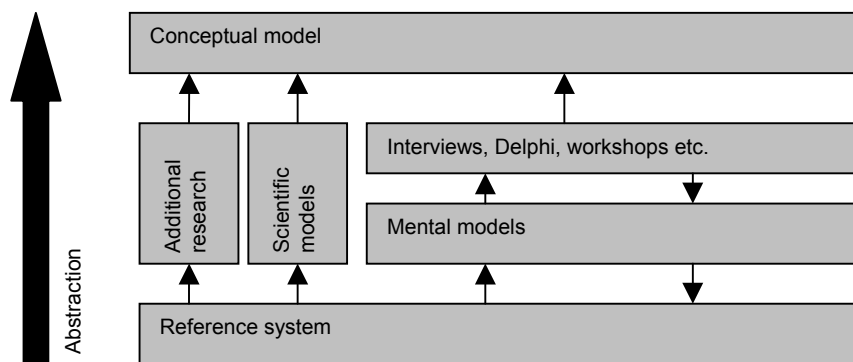 Conceptual model
Additional
research
Scientific
models
Interviews, Delphi, workshops etc.
Mental models
Reference system
Abstraction